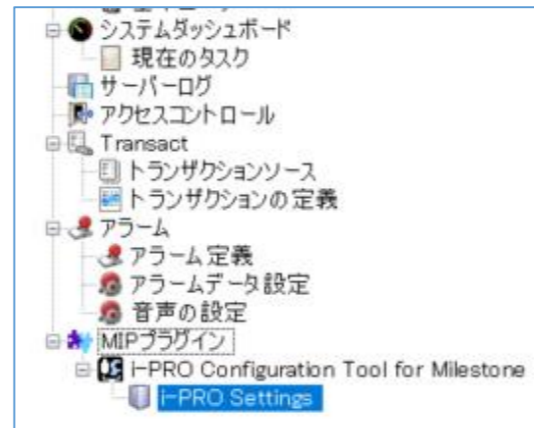 システムダッシュボード
現在のタスク
サーバーログ
アクセスコントロール
Transact
トランザクションソース
トランザクションの定義
アラーム
アラーム定義
アラームデータ設定
音声の設定
MIPプラグイン
i-PRO Configuration Tool for Milestone
i-PRO Settings